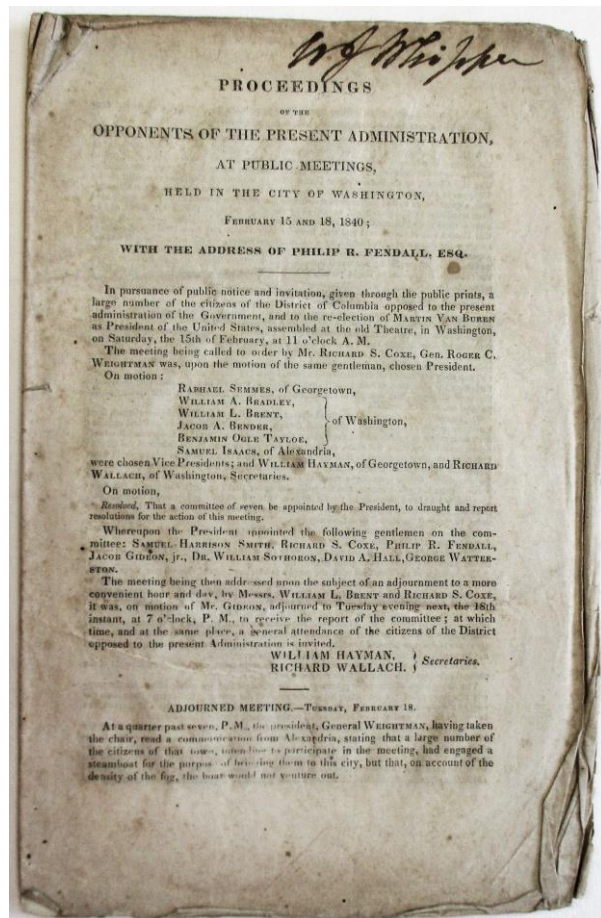 W J Whipper
PROCEEDINGS
OF THE
OPPONENTS OF THE PRESENT ADMINISTRATION,
AT PUBLIC MEETINGS,
HELD IN THE CITY OF WASHINGTON,
FEBRUARY 15 AND 18, 1840;
WITH THE ADDRESS OF PHILIP R. FENDALL, ESQ.
In pursuance of public notice and invitation, given through the public prints, a
large number of the citizens of the District of Columbia opposed to the present
administration of the Government, and to the re-election of MARTIN VAN BUREN
as President of the United States, assembled at the old Theatre, in Washington,
on Saturday, the 15th of February, at 11 o'clock A. M.
The meeting being called to order by Mr. RICHARD S. COXE, Gen. ROGER C.
WEIGHTMAN was, upon the motion of the same gentleman, chosen President.
On motion:
RAPHAEL SEMMES, of Georgetown,
WILLIAM A. BRADLEY,
WILLIAM L. BRENT,
JACOB A. BENDER,
BENJAMIN OGLE TAYLOE,
of Washington,
SAMUEL ISAACS, of Alexandria,
were chosen Vice Presidents; and WILLIAM HAYMAN, of Georgetown, and RICHARD
WALLACH, of Washington, Secretaries.
On motion,
Resolved, That a committee of seven be appointed by the President, to draught and report
resolutions for the action of this meeting.
Whereupon the President appointed the following gentlemen on the com-
mittee: SAMUEL HARRISON SMITH, RICHARD S. COXE, PHILIP R. FENDALL,
JACOB GIDEON, jr., DR. WILLIAM SOTHORON, DAVID A. HALL, GEORGE WATTER-
STON.
The meeting being then addressed upon the subject of an adjournment to a more
convenient hour and day, by Messrs. WILLIAM L. BRENT and RICHARD S. COXE,
it was, on motion of Mr. GIDEON, adjourned to Tuesday evening next, the 18th
instant, at 7 o'clock, P. M., to receive the report of the committee; at which
time, and at the same place, a general attendance of the citizens of the District
opposed to the present Administration is invited.
WILLIAM HAYMAN,
RICHARD WALLACH.
Secretaries.
ADJOURNED MEETING.—TUESDAY, FEBRUARY 18.
At a quarter past seven, P.M., the president, General WEIGHTMAN, having taken
the chair, read a communication from Alexandria, stating that a large number of
the citizens of that town, intending to participate in the meeting, had engaged a
steamboat for the purpose of bringing them to this city, but that, on account of the
density of the fog, the boat would not venture out.